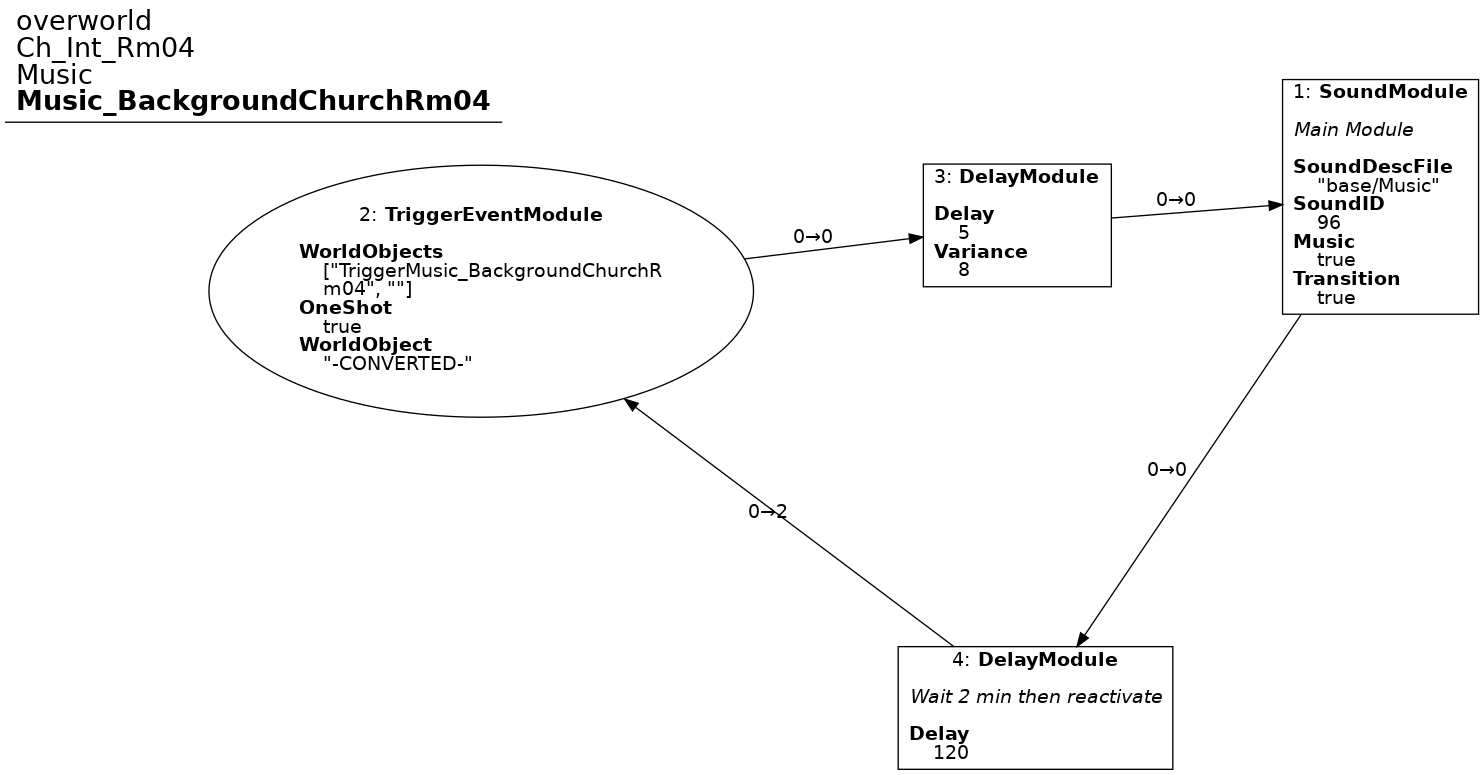 overworld
Ch_Int_Rm04
Music
Music_BackgroundChurchRm04
1: SoundModule
Main Module
SoundDescFile
"base/Music"
SoundID
96
Music
true
Transition
true
3: DelayModule
Delay
5
Variance
8
0→0
2: TriggerEventModule
WorldObjects
["TriggerMusic_BackgroundChurchR
m04", ""]
OneShot
true
WorldObject
"-CONVERTED-"
0→0
0→0
0→2
4: DelayModule
Wait 2 min then reactivate
Delay
120